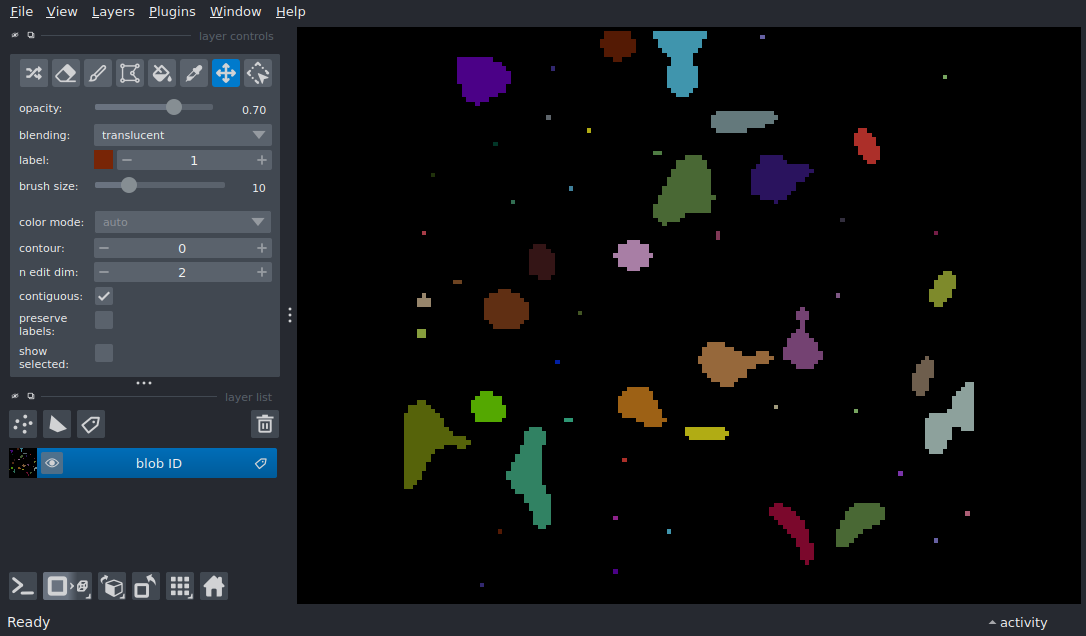 File View Layers Plugins Window Help
layer controls
opacity: 0.70
blending: translucent
label: 1
brush size: 10
color mode: auto
contour: 0
n edit dim: 2
contiguous:
preserve
labels:
show
selected:
layer list
blob ID
Ready
activity